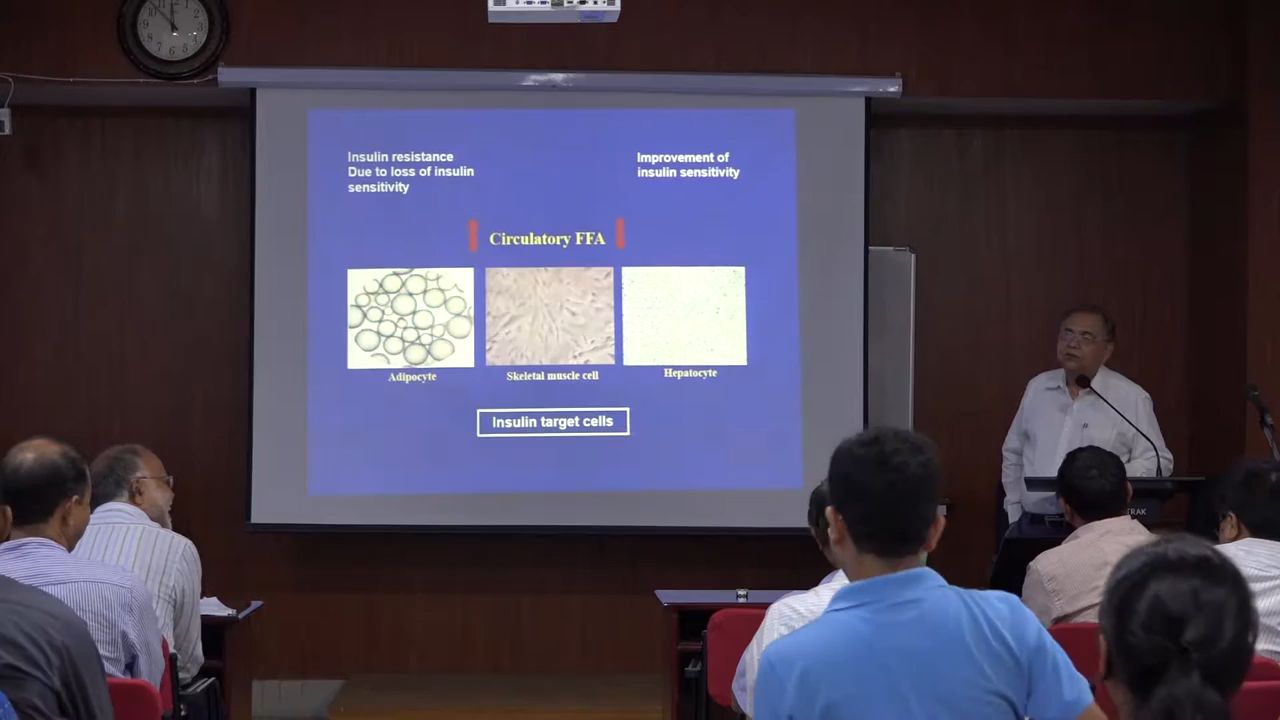 Insulin resistance
Due to loss of insulin
sensitivity
Improvement of
insulin sensitivity
Circulatory FFA
Adipocyte
Skeletal muscle cell
Hepatocyte
Insulin target cells
TRAK